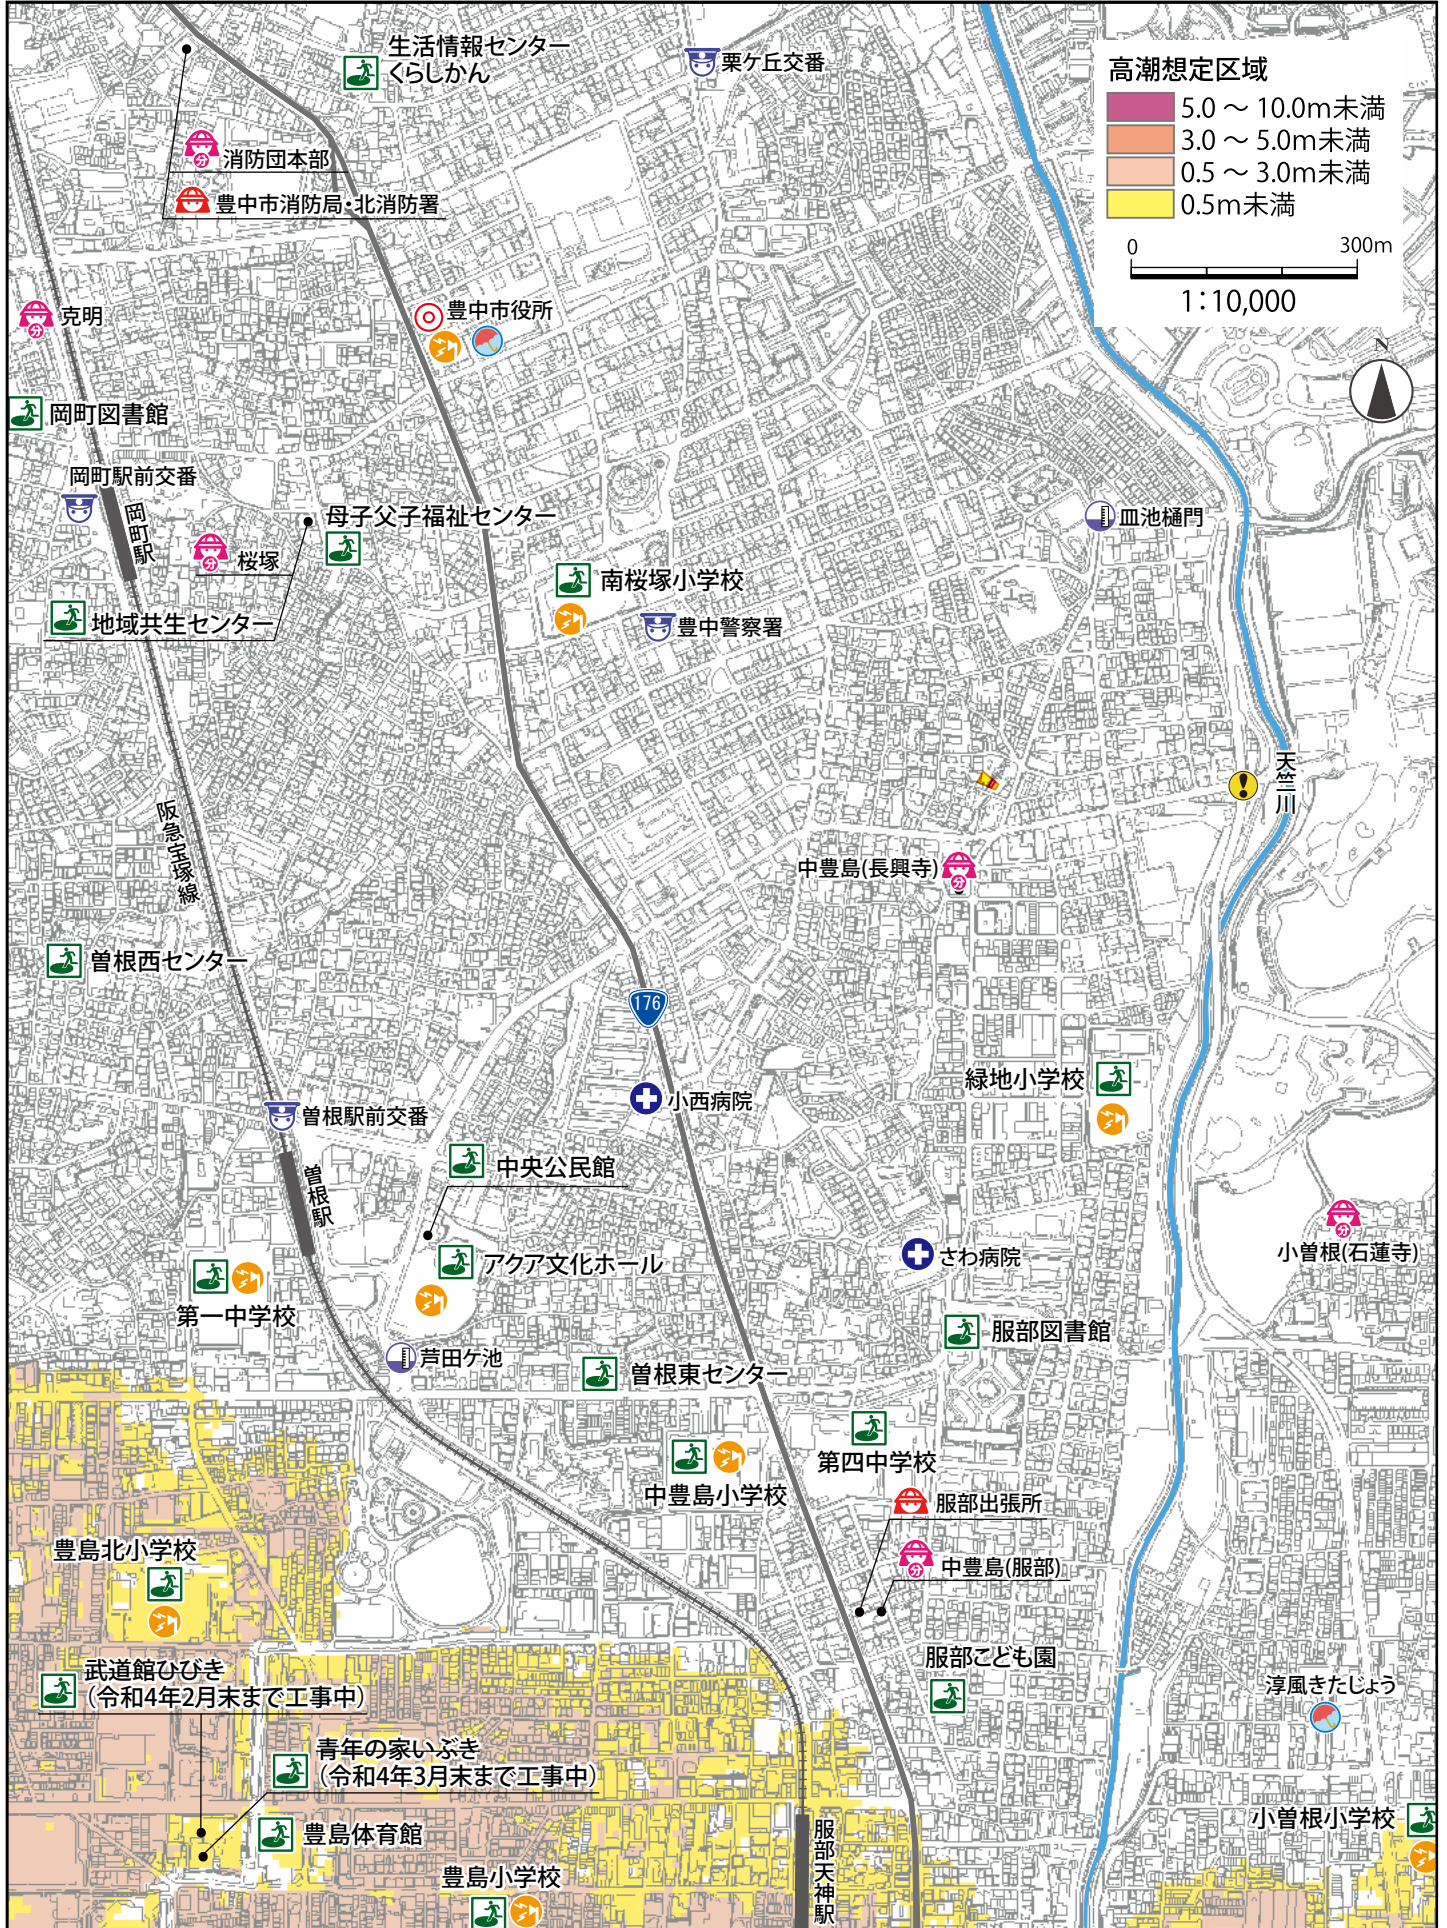 生活情報センター
くらしかん
栗ケ丘交番
高潮想定区域
5.0 ～ 10.0m未満
3.0 ～ 5.0m未満
0.5 ～ 3.0m未満
0.5m未満
0
300m
1：10,000
N
分
消防団本部
豊中市消防局・北消防署
分
克明
豊中市役所
岡町図書館
岡町駅前交番
岡町駅
母子父子福祉センター
皿池樋門
分
桜塚
南桜塚小学校
地域共生センター
豊中警察署
天竺川
阪急宝塚線
中豊島(長興寺)
分
曽根西センター
176
緑地小学校
小西病院
曽根駅前交番
中央公民館
曽根駅
分
小曽根(石蓮寺)
さわ病院
アクア文化ホール
第一中学校
服部図書館
芦田ケ池
曽根東センター
第四中学校
中豊島小学校
服部出張所
豊島北小学校
分
中豊島(服部)
服部こども園
武道館ひびき
（令和4年2月末まで工事中）
淳風きたじょう
青年の家いぶき
（令和4年3月末まで工事中）
小曽根小学校
豊島体育館
服部天神駅
豊島小学校